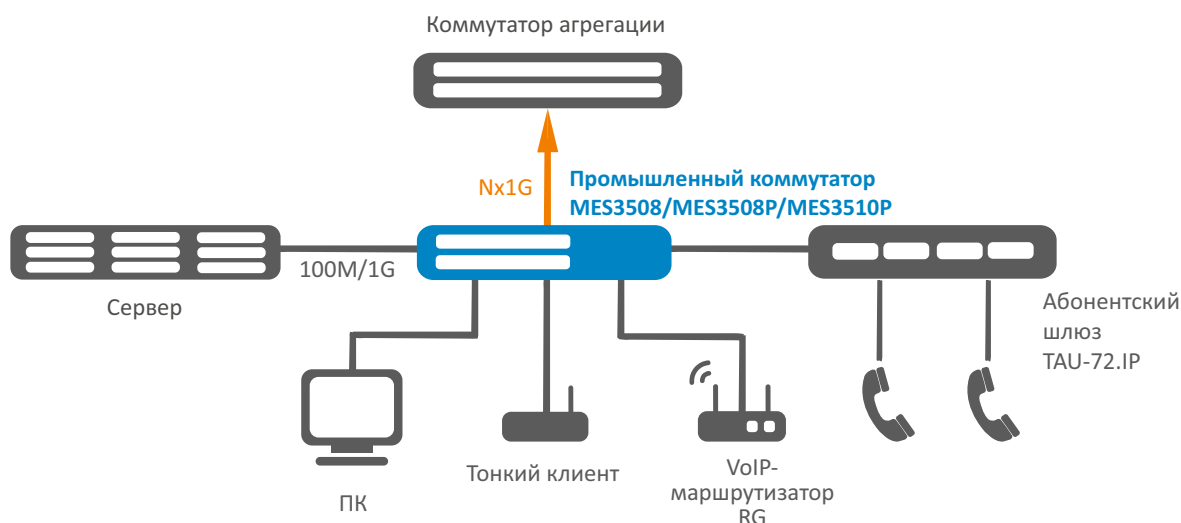 Коммутатор агрегации
Nx1G
Промышленный коммутатор
MES3508/MES3508P/MES3510P
100M/1G
Сервер
Абонентский
шлюз
TAU-72.IP
ПК
Тонкий клиент
VoIP-
маршрутизатор
RG